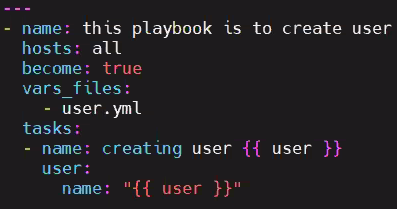 ---
- name: this playbook is to create user
  hosts: all
  become: true
  vars_files:
    - user.yml
  tasks:
  - name: creating user {{ user }}
    user:
      name: "{{ user }}"